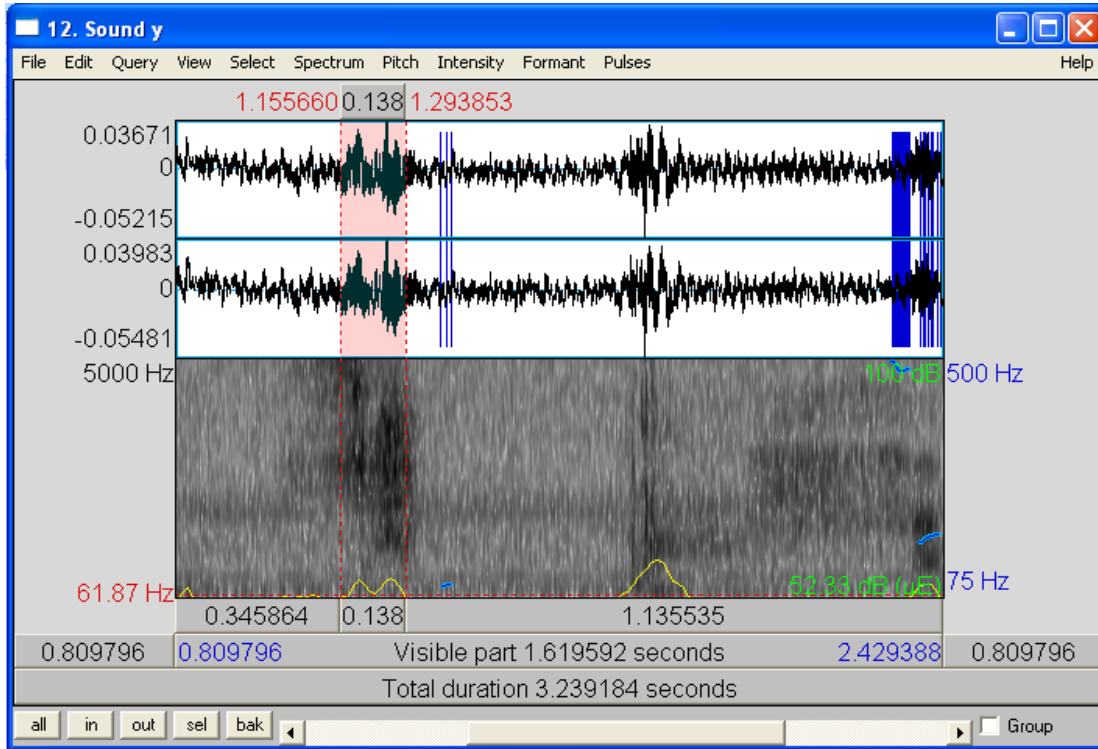 12. Sound y
File Edit Query View Select Spectrum Pitch Intensity Formant Pulses Help
1.155660 0.138 1.293853
0.03671
0
-0.05215
0.03983
0
-0.05481
5000 Hz 100 dB 500 Hz
61.87 Hz 52.33 dB (µE) 75 Hz
0.345864 0.138 1.135535
0.809796 0.809796 Visible part 1.619592 seconds 2.429388 0.809796
Total duration 3.239184 seconds
all in out sel bak Group